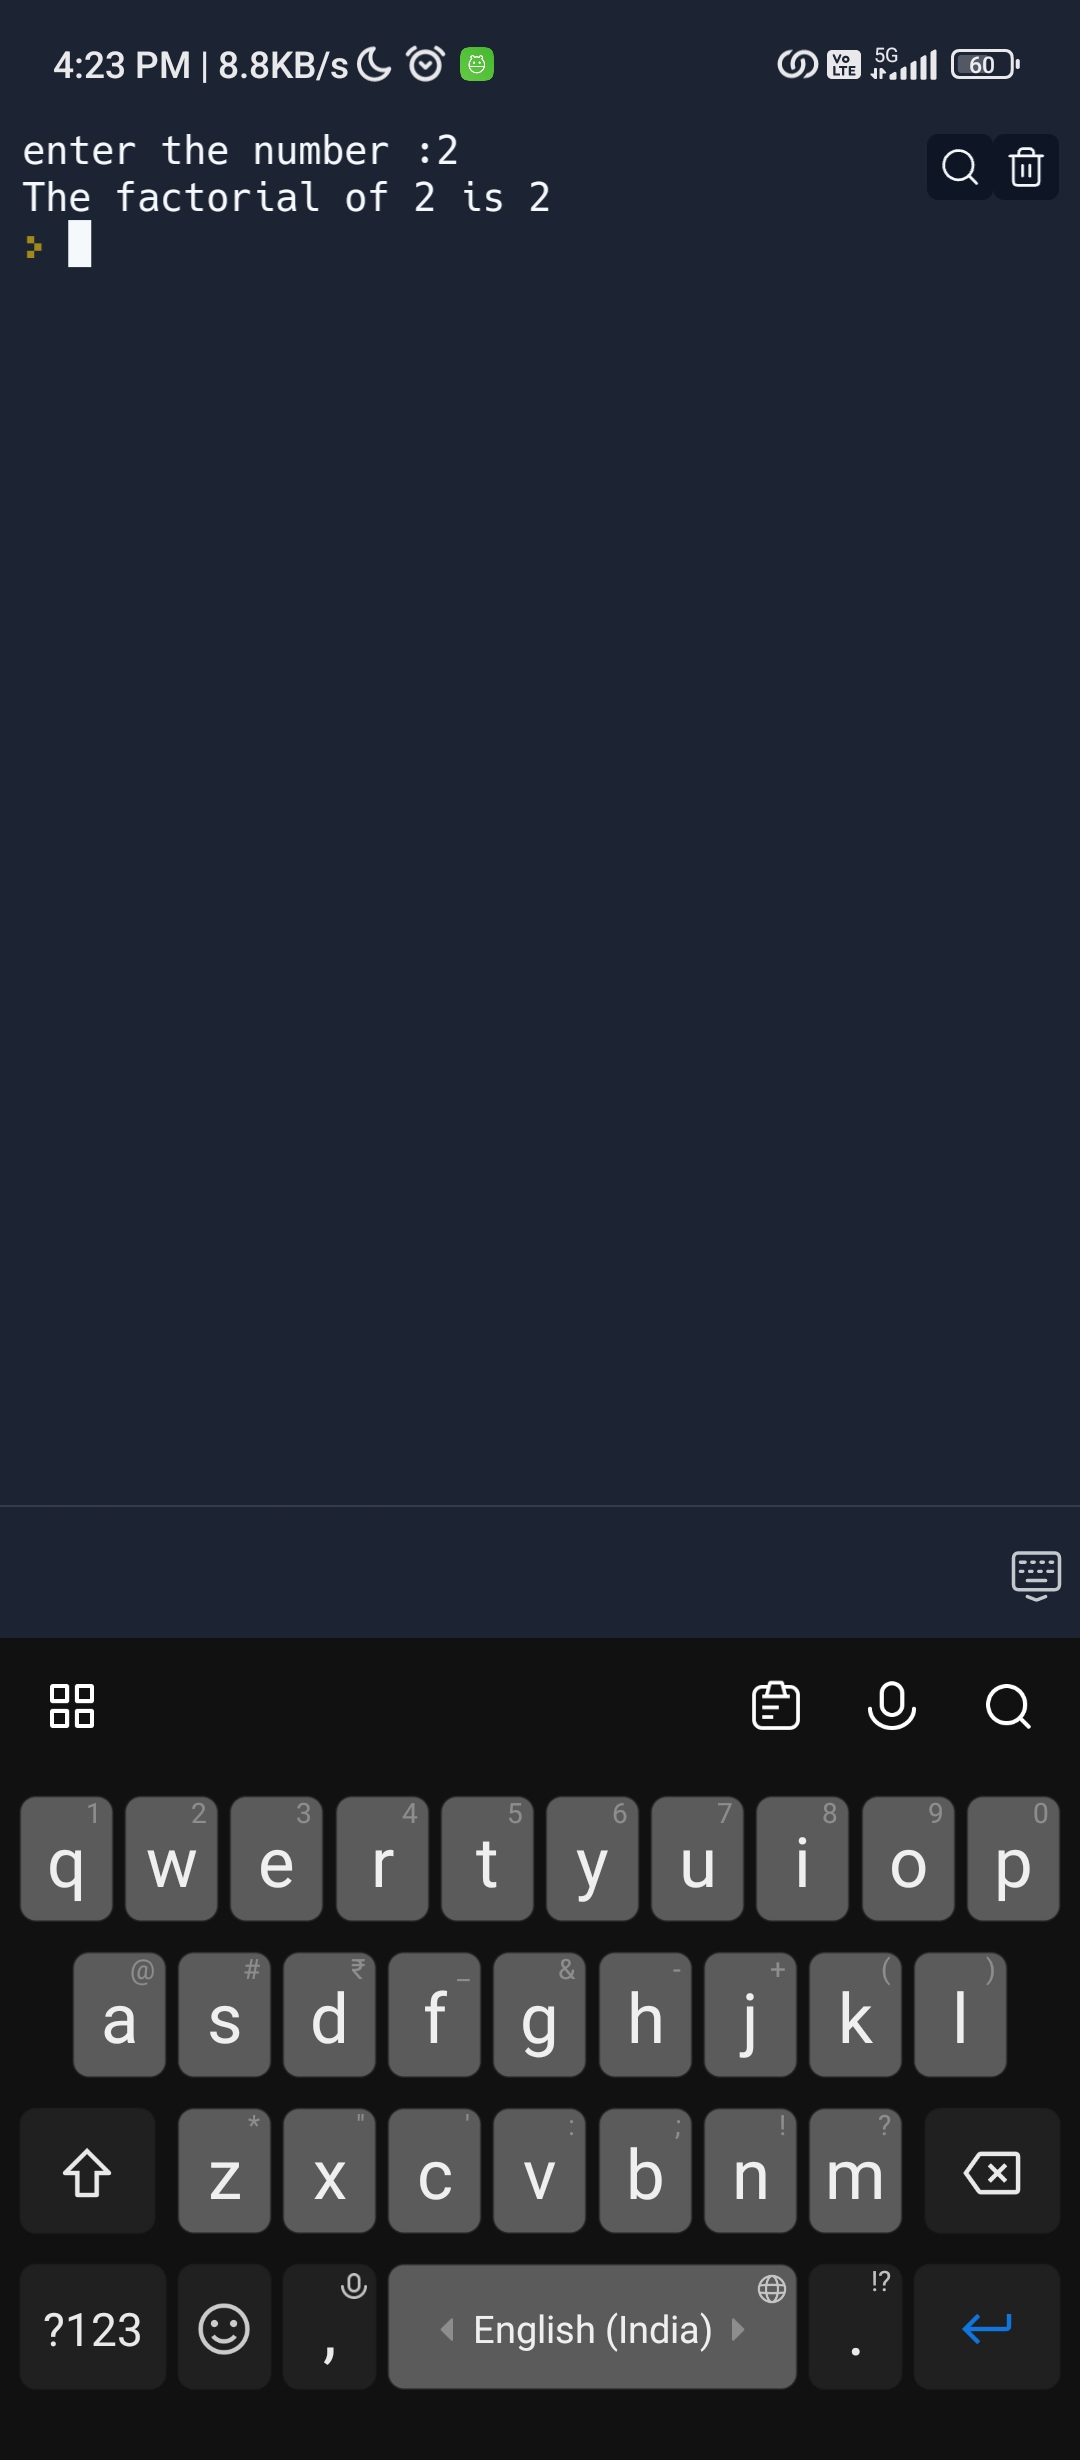 4:23 PM | 8.8KB/s Vo LTE 5G 60
enter the number :2
The factorial of 2 is 2
1 2 3 4 5 6 7 8 9 0
q w e r t y u i o p
@ # ₹ _ & - + ( )
a s d f g h j k l
* " ' : ; ! ?
z x c v b n m
!?
?123 , English (India) .